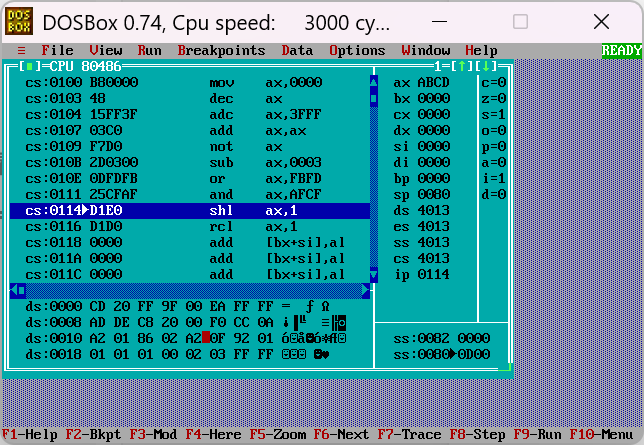 DOSBox 0.74, Cpu speed: 3000 cy...
≡ File View Run Breakpoints Data Options Window Help READY
[■]=CPU 80486 1=[↑][↓]
cs:0100 B80000 mov ax,0000 ax ABCD c=0
cs:0103 48 dec ax bx 0000 z=0
cs:0104 15FF3F adc ax,3FFF cx 0000 s=1
cs:0107 03C0 add ax,ax dx 0000 o=0
cs:0109 F7D0 not ax si 0000 p=0
cs:010B 2D0300 sub ax,0003 di 0000 a=0
cs:010E 0DFDFB or ax,FBFD bp 0000 i=1
cs:0111 25CFAF and ax,AFCF sp 0080 d=0
cs:0114►D1E0 shl ax,1 ds 4013
cs:0116 D1D0 rcl ax,1 es 4013
cs:0118 0000 add [bx+si],al ss 4013
cs:011A 0000 add [bx+si],al cs 4013
cs:011C 0000 add [bx+si],al ip 0114
ds:0000 CD 20 FF 9F 00 EA FF FF = ƒ Ω
ds:0008 AD DE C8 20 00 F0 CC 0A
ds:0010 A2 01 86 02 A2 0F 92 01
ds:0018 01 01 01 00 02 03 FF FF
ss:0082 0000
ss:0080►0D00
F1-Help F2-Bkpt F3-Mod F4-Here F5-Zoom F6-Next F7-Trace F8-Step F9-Run F10-Menu